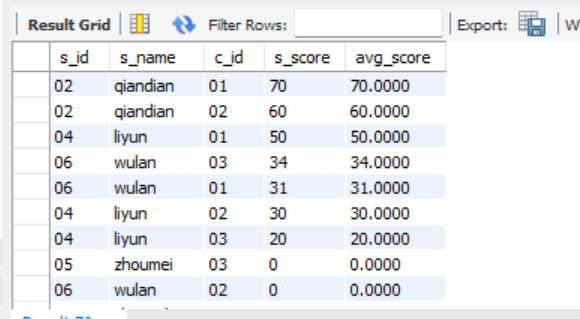 Result Grid Filter Rows: Export: W
s_id s_name c_id s_score avg_score
02 qiandian 01 70 70.0000
02 qiandian 02 60 60.0000
04 liyun 01 50 50.0000
06 wulan 03 34 34.0000
06 wulan 01 31 31.0000
04 liyun 02 30 30.0000
04 liyun 03 20 20.0000
05 zhoumei 03 0 0.0000
06 wulan 02 0 0.0000